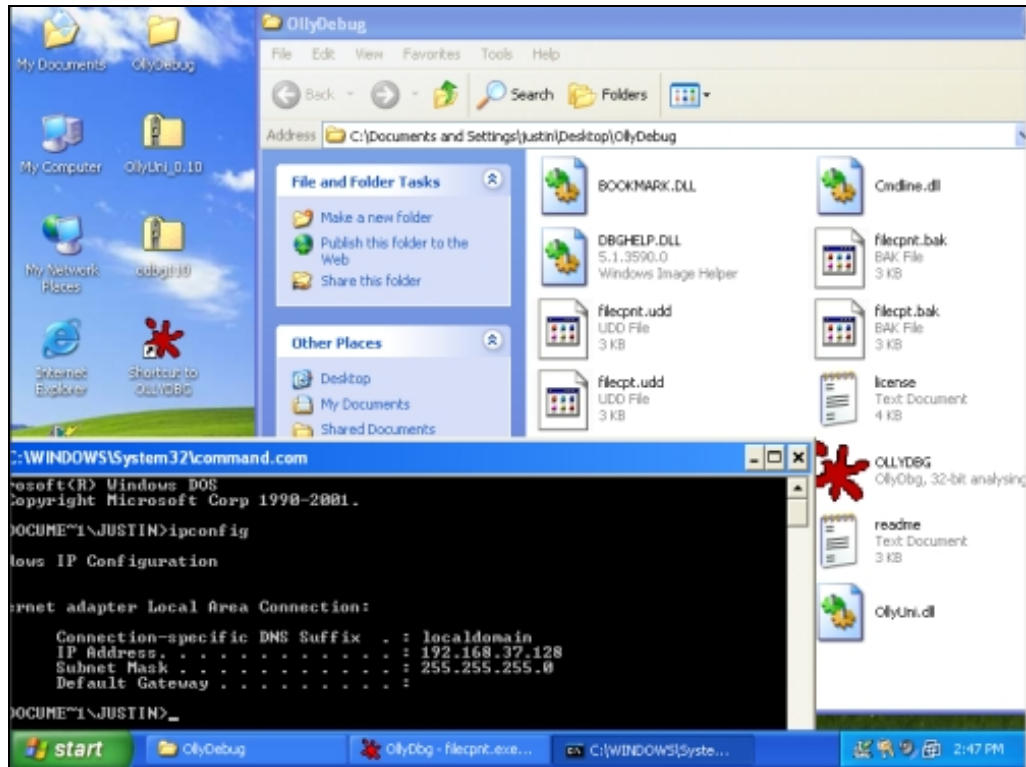 My Documents
OllyDebug
My Computer
OllyUni_0.10
My Network
Places
odbg110
Internet
Explorer
Shortcut to
OLLYDBG
OllyDebug
File Edit View Favorites Tools Help
Back Search Folders
Address C:\Documents and Settings\justin\Desktop\OllyDebug
File and Folder Tasks
Make a new folder
Publish this folder to the
Web
Share this folder
Other Places
Desktop
My Documents
Shared Documents
BOOKMARK.DLL
Cmdline.dll
DBGHELP.DLL
5.1.3590.0
Windows Image Helper
filecpnt.bak
BAK File
3 KB
filecpnt.udd
UDD File
3 KB
filecpt.bak
BAK File
3 KB
filecpt.udd
UDD File
3 KB
license
Text Document
4 KB
OLLYDBG
OllyDbg, 32-bit analysing
readme
Text Document
3 KB
OllyUni.dll
C:\WINDOWS\System32\command.com
rosoft(R) Windows DOS
Copyright Microsoft Corp 1990-2001.
DOCUME~1\JUSTIN>ipconfig
dows IP Configuration
ernet adapter Local Area Connection:
Connection-specific DNS Suffix . : localdomain
IP Address. . . . . . . . . . . . : 192.168.37.128
Subnet Mask . . . . . . . . . . . : 255.255.255.0
Default Gateway . . . . . . . . . :
DOCUME~1\JUSTIN>_
start OllyDebug OllyDbg - filecpnt.exe... C:\WINDOWS\Syste... 2:47 PM